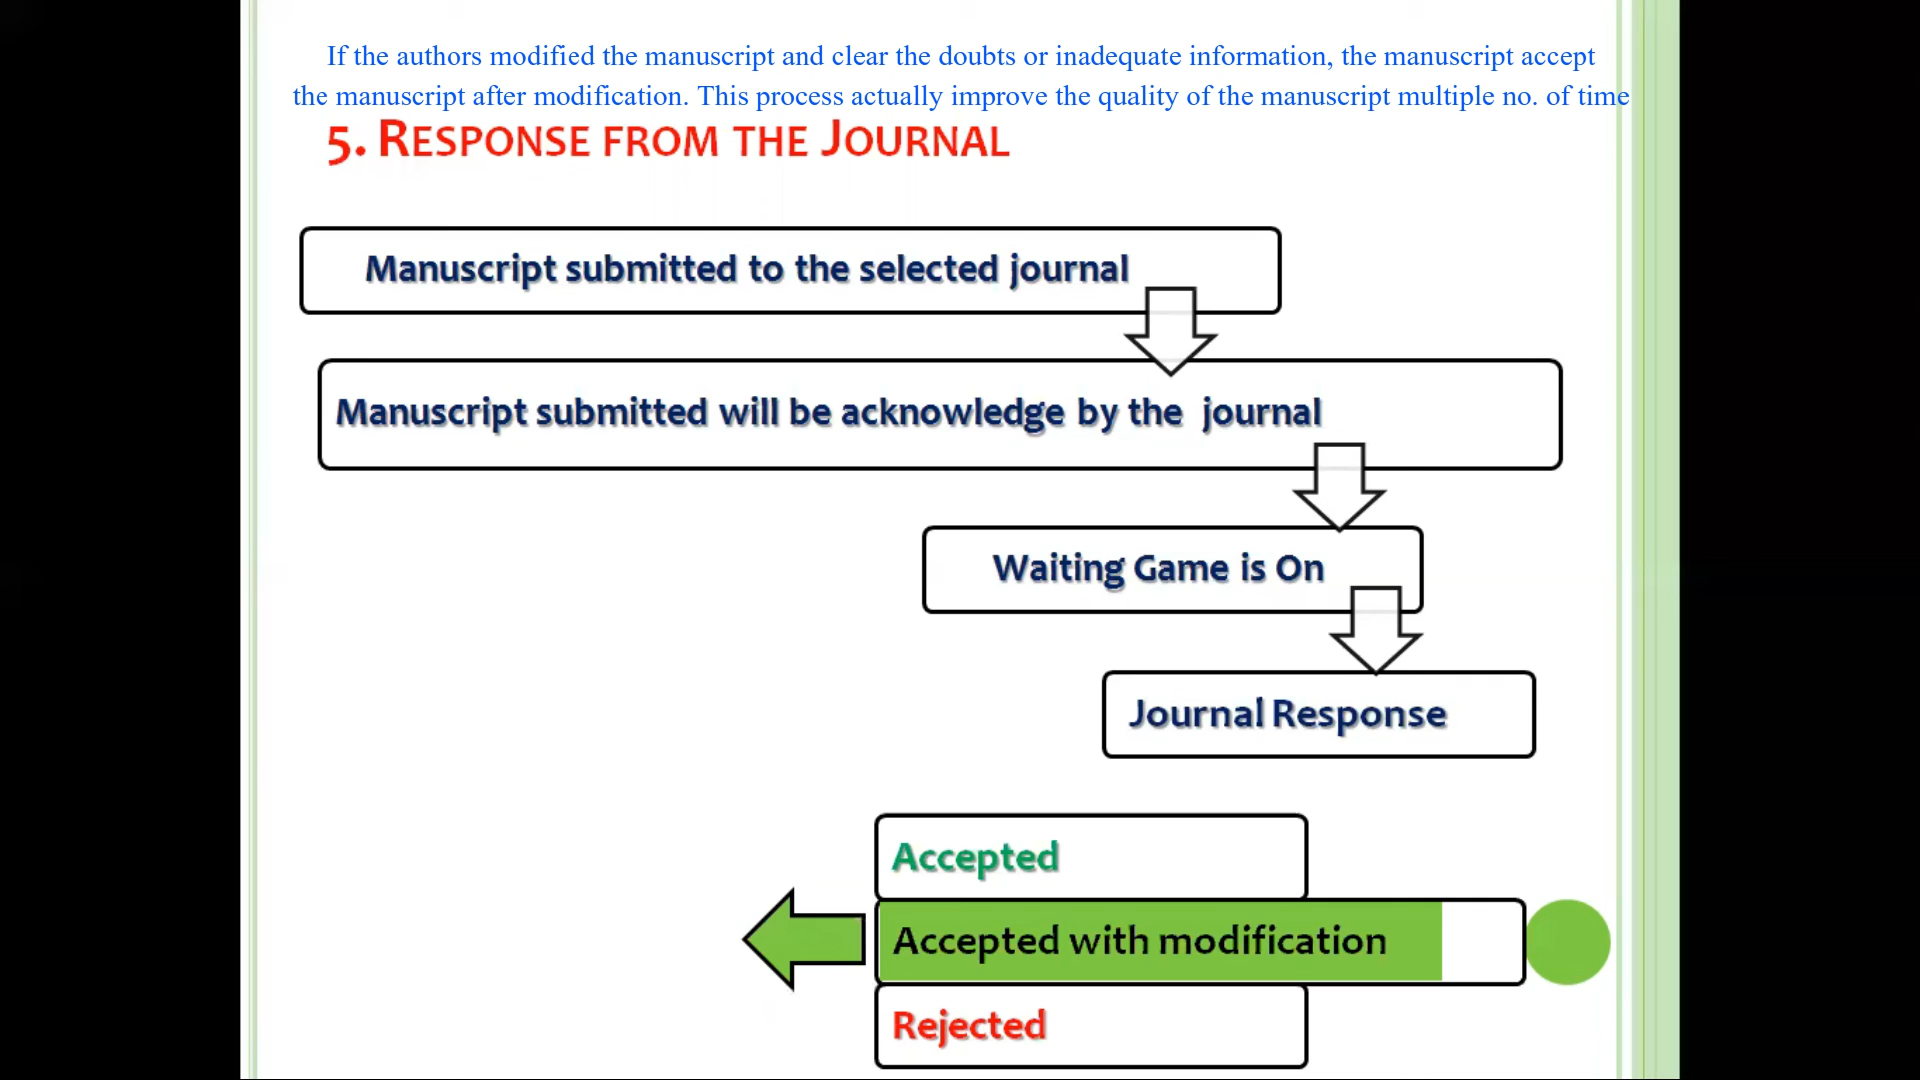 If the authors modified the manuscript and clear the doubts or inadequate information, the manuscript accept
the manuscript after modification. This process actually improve the quality of the manuscript multiple no. of time
5. RESPONSE FROM THE JOURNAL
Manuscript submitted to the selected journal
Manuscript submitted will be acknowledge by the journal
Waiting Game is On
Journal Response
Accepted
Accepted with modification
Rejected